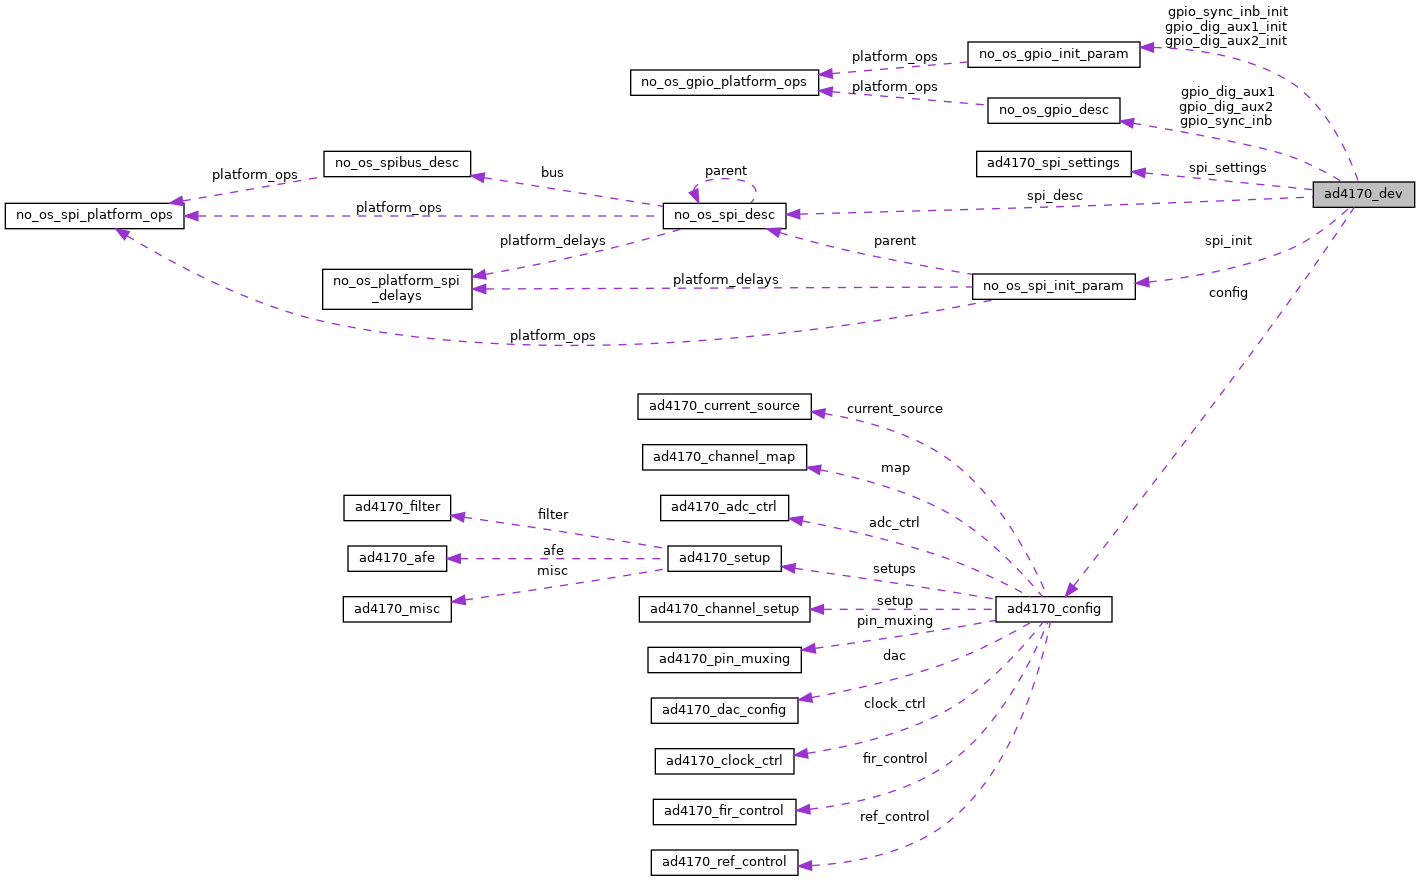 gpio_sync_inb_init
gpio_dig_aux1_init
gpio_dig_aux2_init
no_os_gpio_init_param
platform_ops
no_os_gpio_platform_ops
platform_ops
gpio_dig_aux1
gpio_dig_aux2
gpio_sync_inb
no_os_gpio_desc
no_os_spibus_desc
ad4170_spi_settings
spi_settings
platform_ops
bus
parent
ad4170_dev
spi_desc
no_os_spi_platform_ops
platform_ops
no_os_spi_desc
platform_delays
parent
spi_init
no_os_platform_spi
_delays
platform_delays
no_os_spi_init_param
config
platform_ops
ad4170_current_source
current_source
ad4170_channel_map
map
ad4170_filter
filter
ad4170_adc_ctrl
adc_ctrl
ad4170_afe
afe
ad4170_setup
setups
misc
ad4170_misc
ad4170_channel_setup
setup
ad4170_config
pin_muxing
ad4170_pin_muxing
dac
ad4170_dac_config
clock_ctrl
ad4170_clock_ctrl
fir_control
ad4170_fir_control
ref_control
ad4170_ref_control